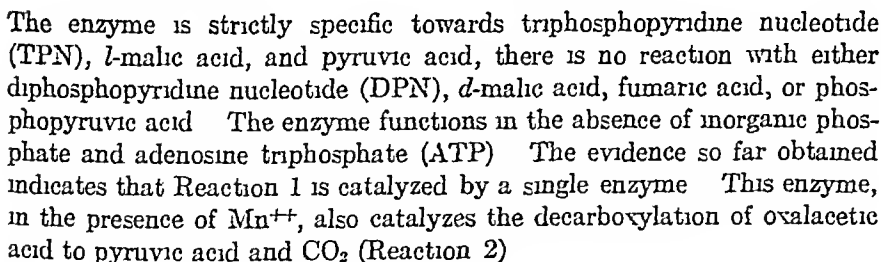 The enzyme is strictly specific towards triphosphopyridine nucleotide
(TPN), l-malic acid, and pyruvic acid, there is no reaction with either
diphosphopyridine nucleotide (DPN), d-malic acid, fumaric acid, or phos-
phopyruvic acid The enzyme functions in the absence of inorganic phos-
phate and adenosine triphosphate (ATP) The evidence so far obtained
indicates that Reaction 1 is catalyzed by a single enzyme This enzyme,
in the presence of Mn⁺⁺, also catalyzes the decarboxylation of oxalacetic
acid to pyruvic acid and CO₂ (Reaction 2)